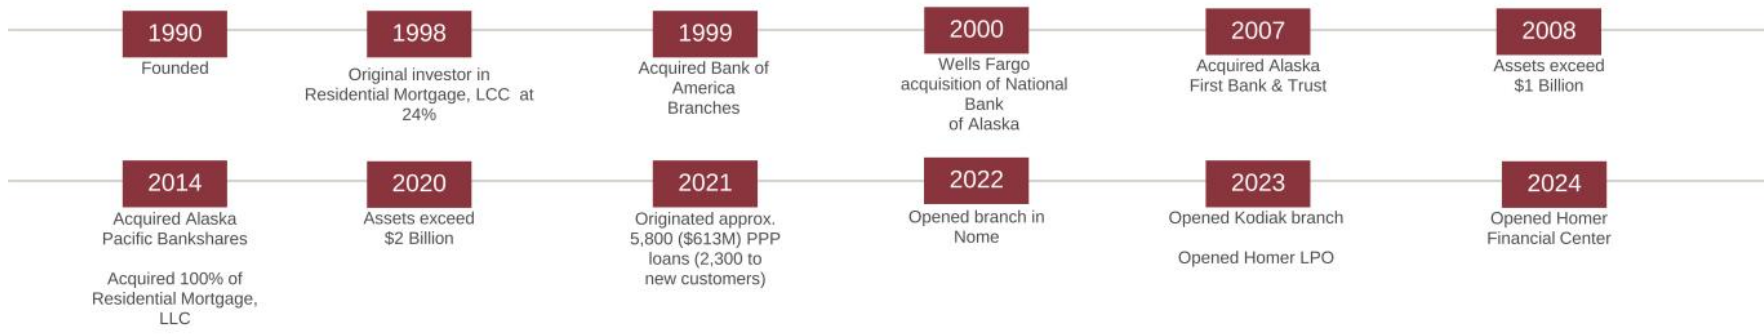 1990
Founded
1998
Original investor in
Residential Mortgage, LCC at
24%
1999
Acquired Bank of
America
Branches
2000
Wells Fargo
acquisition of National
Bank
of Alaska
2007
Acquired Alaska
First Bank & Trust
2008
Assets exceed
$1 Billion
2014
Acquired Alaska
Pacific Bankshares
Acquired 100% of
Residential Mortgage,
LLC
2020
Assets exceed
$2 Billion
2021
Originated approx.
5,800 ($613M) PPP
loans (2,300 to
new customers)
2022
Opened branch in
Nome
2023
Opened Kodiak branch
Opened Homer LPO
2024
Opened Homer
Financial Center